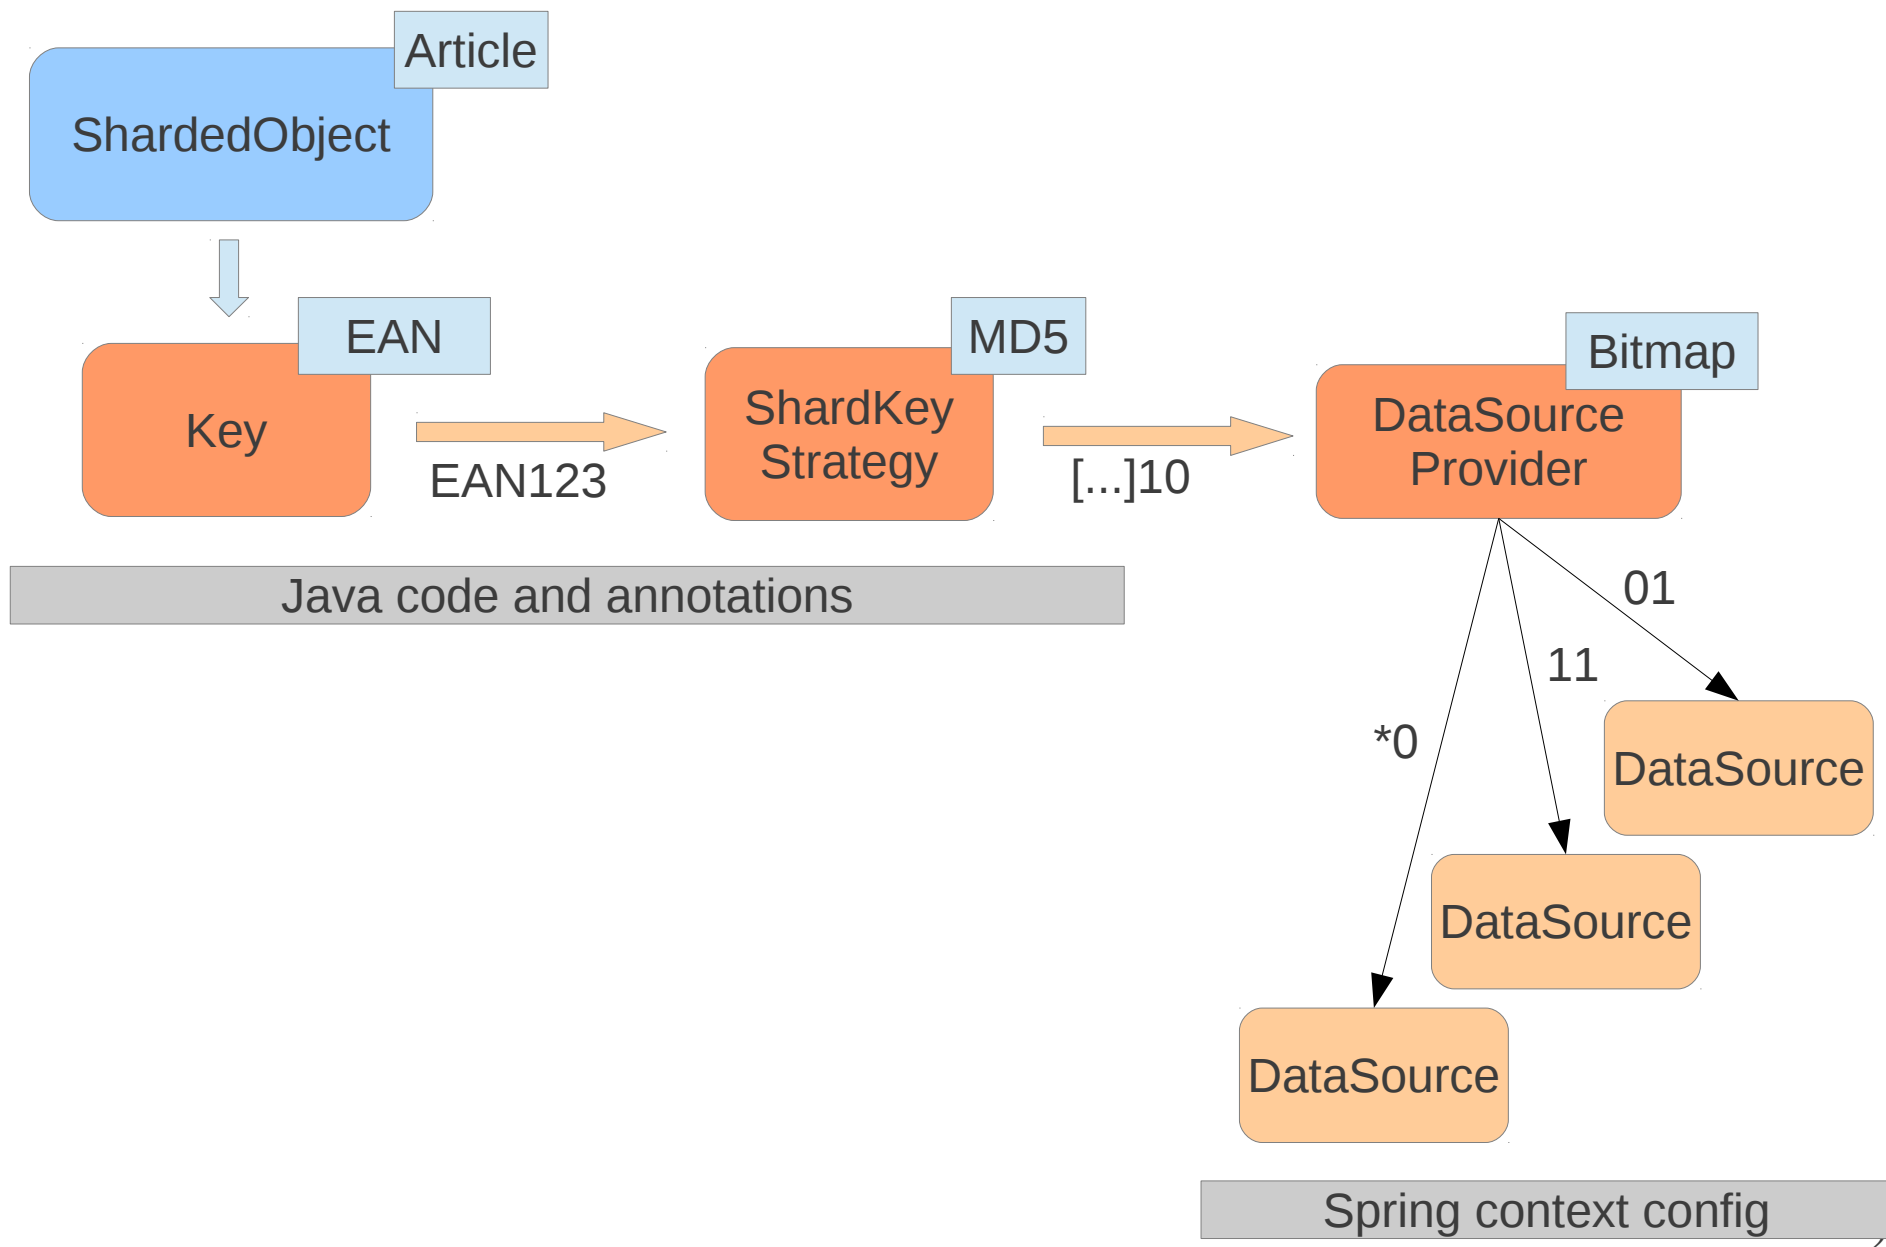 Article
ShardedObject
EAN
MD5
Bitmap
Key
ShardKey
Strategy
DataSource
Provider
EAN123
[...]10
Java code and annotations
01
11
*0
DataSource
DataSource
DataSource
Spring context config